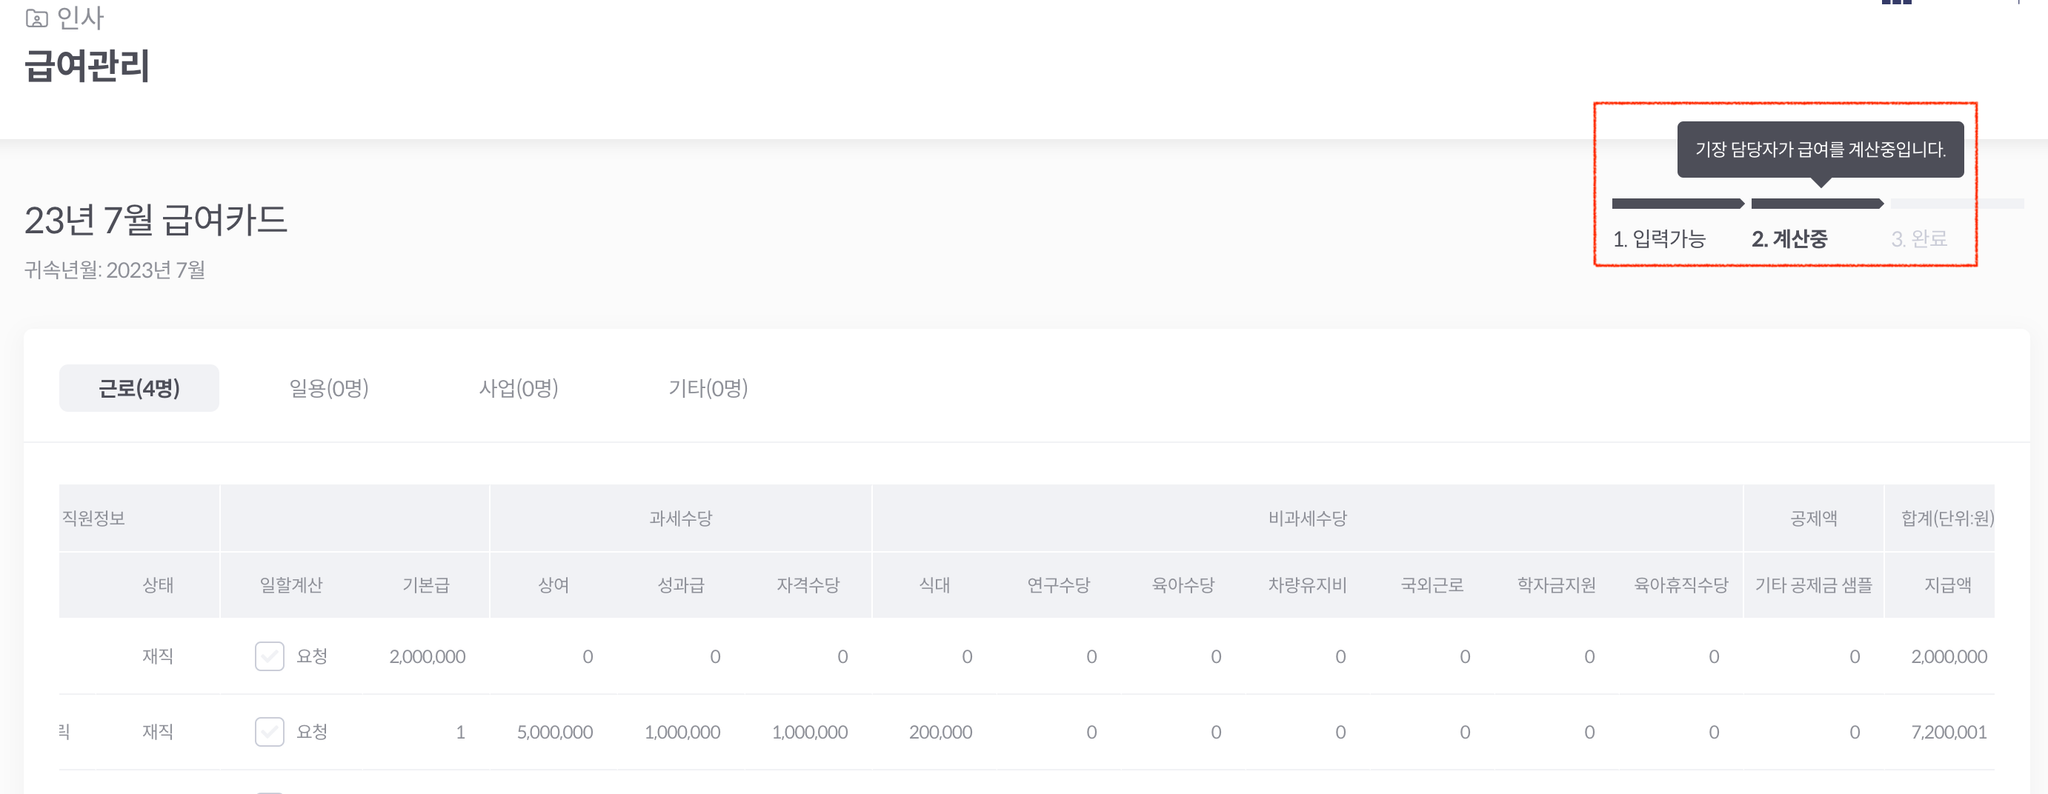 인사
급여관리
기장 담당자가 급여를 계산중입니다.
23년 7월 급여카드
1. 입력가능 2. 계산중 3. 완료
귀속년월: 2023년 7월
근로(4명) 일용(0명) 사업(0명) 기타(0명)
직원정보 과세수당 비과세수당 공제액 합계(단위:원)
상태 일할계산 기본급 상여 성과급 자격수당 식대 연구수당 육아수당 차량유지비 국외근로 학자금지원 육아휴직수당 기타 공제금 샘플 지급액
재직 요청 2,000,000 0 0 0 0 0 0 0 0 0 0 0 2,000,000
재직 요청 1 5,000,000 1,000,000 1,000,000 200,000 0 0 0 0 0 0 0 7,200,001